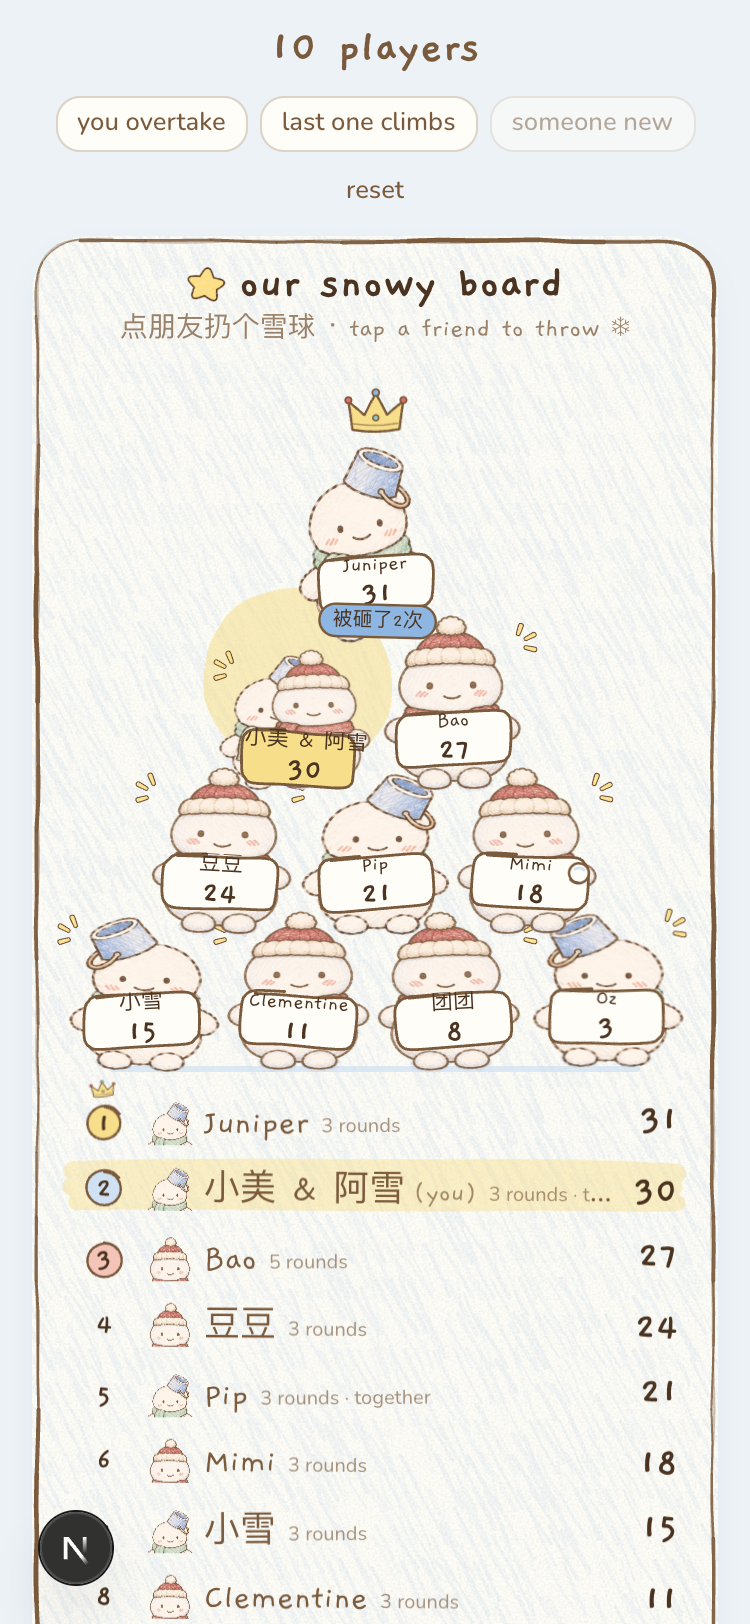 10 players
you overtake last one climbs someone new
reset
our snowy board
点朋友扔个雪球 · tap a friend to throw ❄
Juniper
31
被砸了2次
小美 & 阿雪
30
Bao
27
豆豆
24
Pip
21
Mimi
18
小雪
15
Clementine
11
团团
8
Oz
3
1 Juniper 3 rounds 31
2 小美 & 阿雪 (you) 3 rounds · t... 30
3 Bao 5 rounds 27
4 豆豆 3 rounds 24
5 Pip 3 rounds · together 21
6 Mimi 3 rounds 18
N 小雪 3 rounds 15
8 Clementine 3 rounds 11